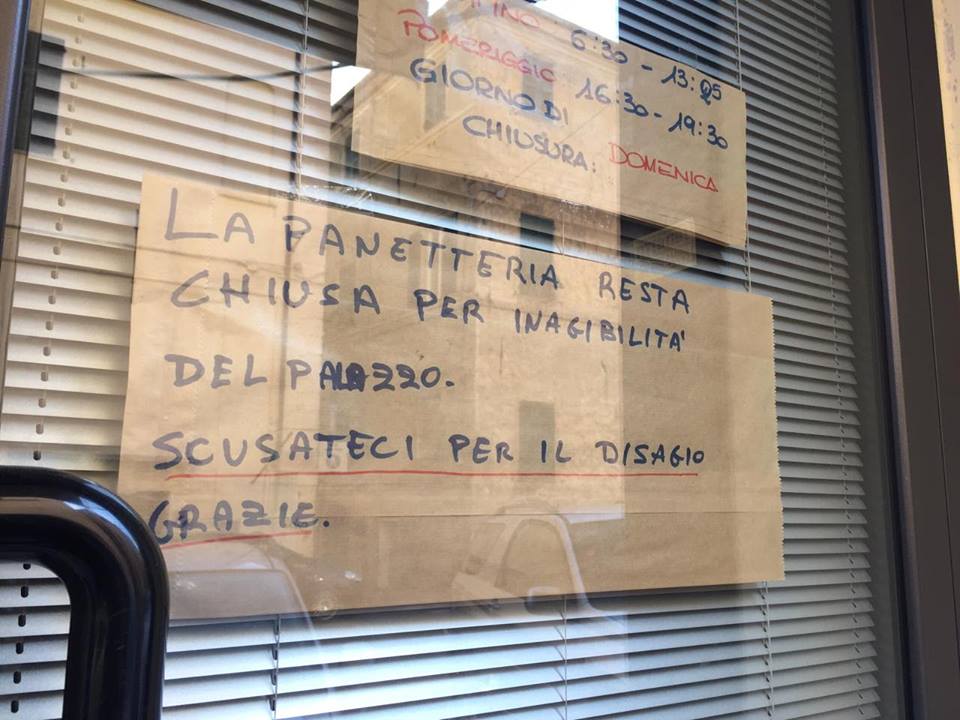 6:30 - 13:25
POMERIGGIO 16:30 - 19:30
GIORNO DI
CHIUSURA: DOMENICA
LA PANETTERIA RESTA
CHIUSA PER INAGIBILITA'
DEL PALAZZO.
SCUSATECI PER IL DISAGIO
GRAZIE.